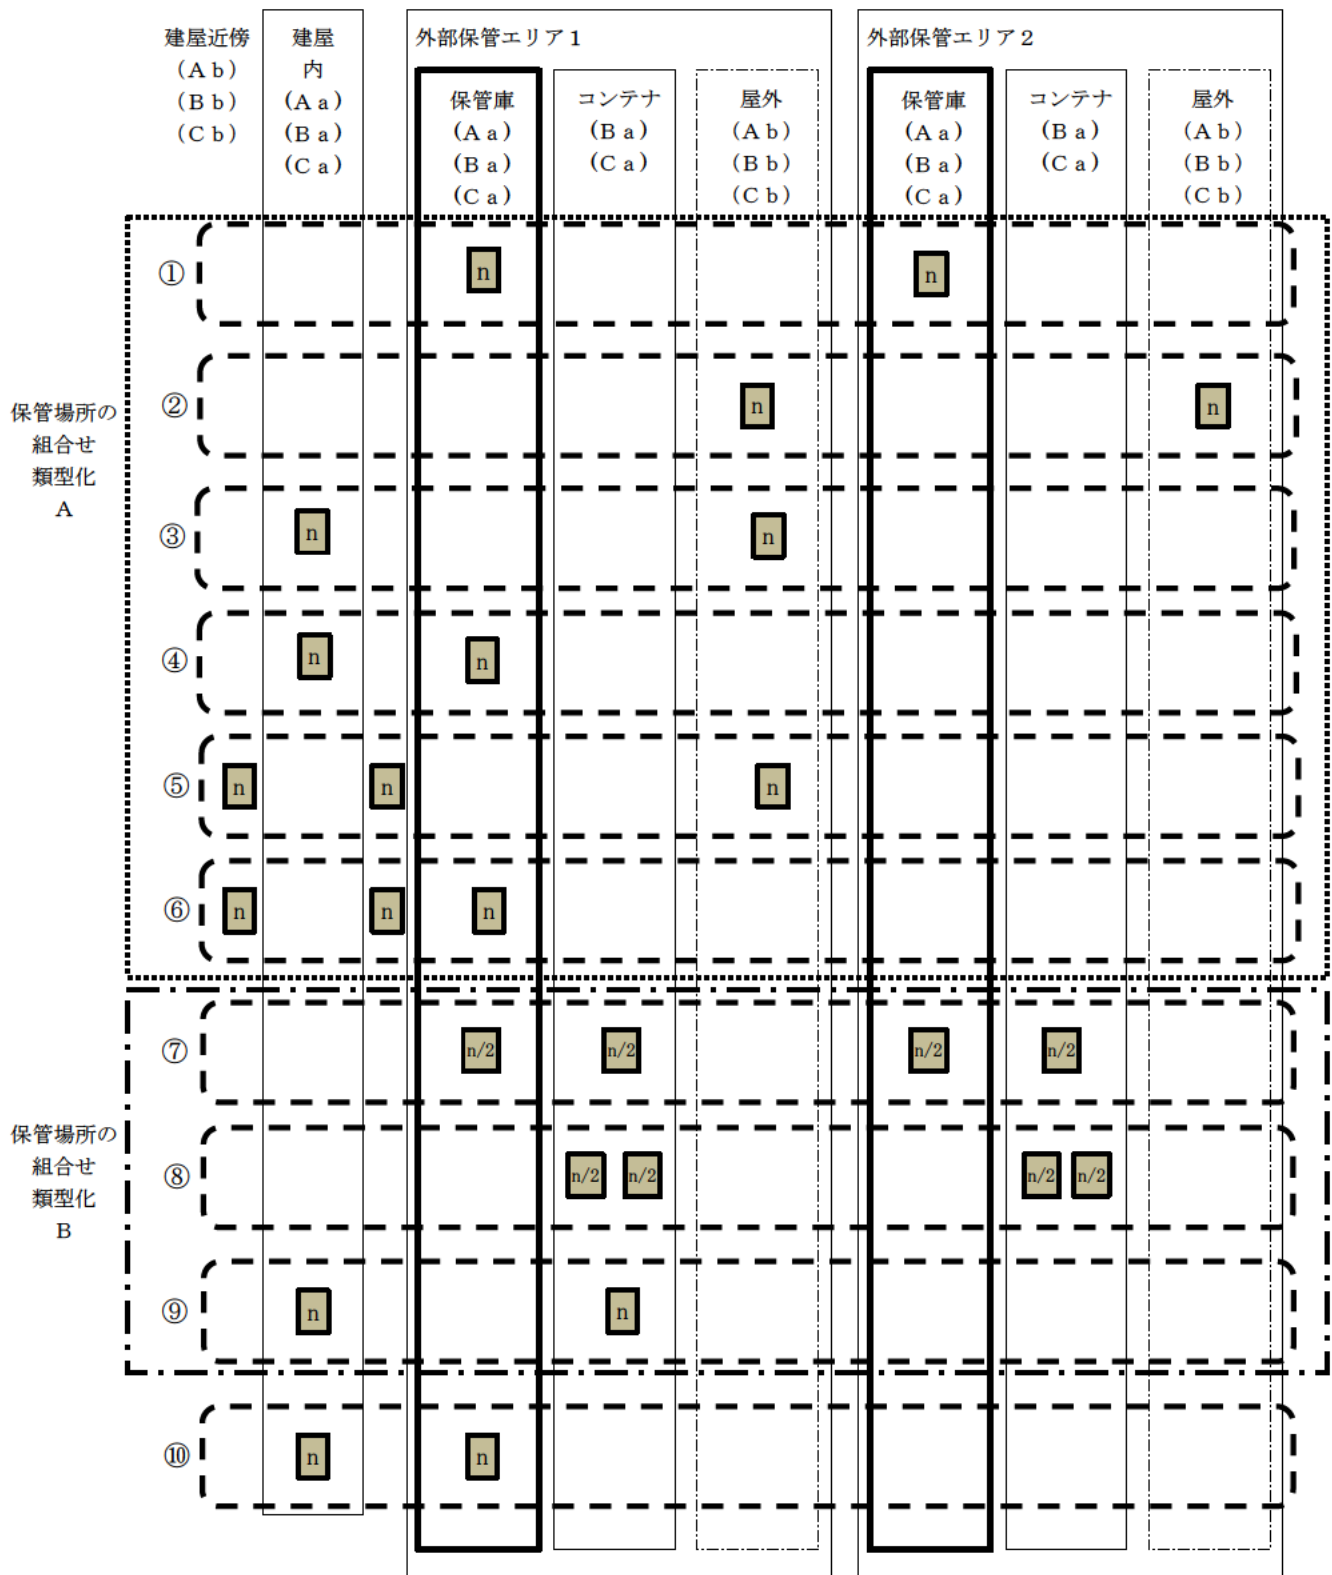 建屋近傍
(Ａｂ)
(Ｂｂ)
(Ｃｂ)
建屋
内
(Ａａ)
(Ｂａ)
(Ｃａ)
外部保管エリア１
保管庫
(Ａａ)
(Ｂａ)
(Ｃａ)
コンテナ
(Ｂａ)
(Ｃａ)
屋外
(Ａｂ)
(Ｂｂ)
(Ｃｂ)
外部保管エリア２
保管庫
(Ａａ)
(Ｂａ)
(Ｃａ)
コンテナ
(Ｂａ)
(Ｃａ)
屋外
(Ａｂ)
(Ｂｂ)
(Ｃｂ)
保管場所の
組合せ
類型化
Ａ
① n n
② n n
③ n n
④ n n
⑤ n n n
⑥ n n n
保管場所の
組合せ
類型化
Ｂ
⑦ n/2 n/2 n/2 n/2
⑧ n/2 n/2 n/2 n/2
⑨ n n
⑩ n n